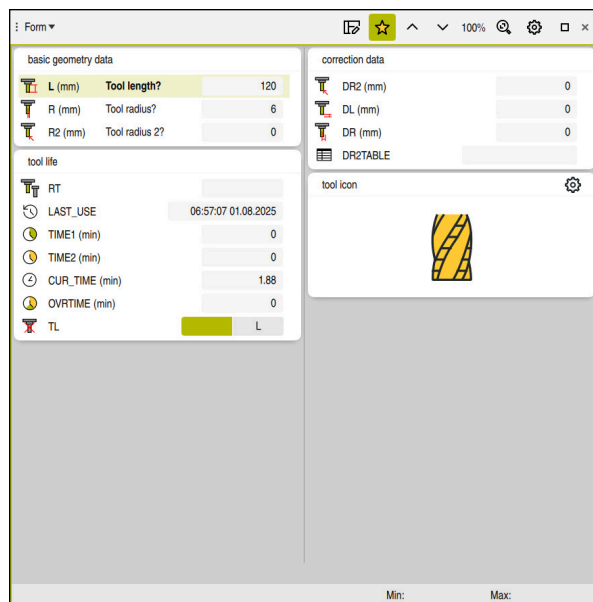 Form
100%
basic geometry data
L (mm) Tool length? 120
R (mm) Tool radius? 6
R2 (mm) Tool radius 2? 0
tool life
RT
LAST_USE 06:57:07 01.08.2025
TIME1 (min) 0
TIME2 (min) 0
CUR_TIME (min) 1.88
OVRTIME (min) 0
TL L
correction data
DR2 (mm) 0
DL (mm) 0
DR (mm) 0
DR2TABLE
tool icon
Min: Max: